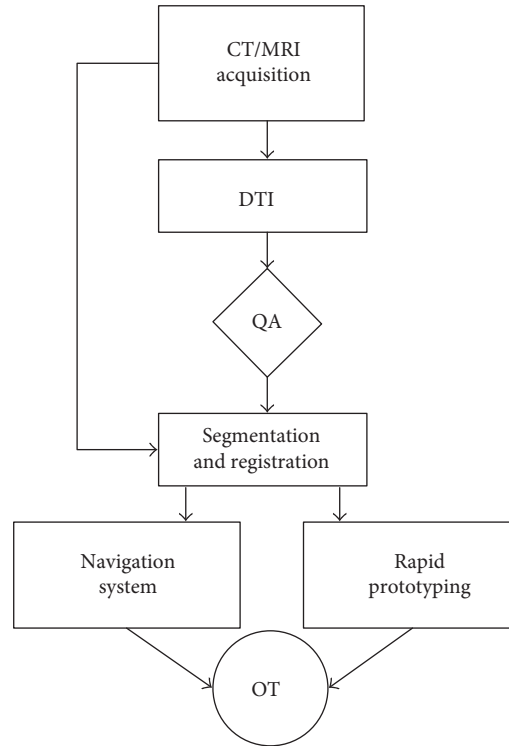 CT/MRI
acquisition
DTI
QA
Segmentation
and registration
Navigation
system
Rapid
prototyping
OT